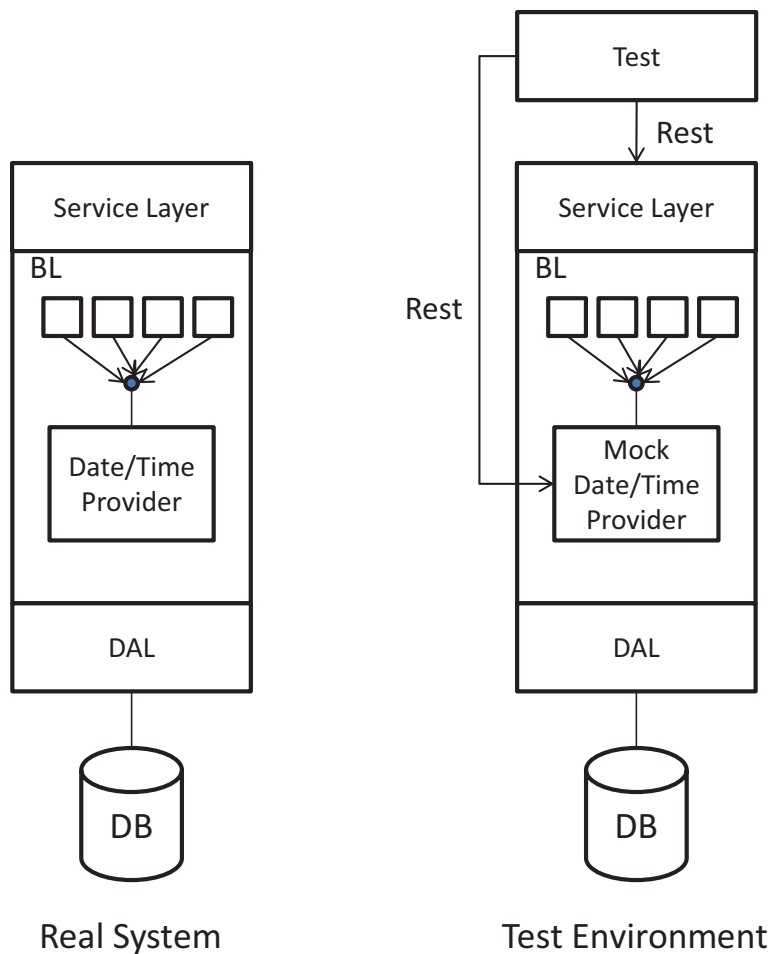 Service Layer
BL
Date/Time
Provider
DAL
DB
Real System
Test
Rest
Rest
Service Layer
BL
Mock
Date/Time
Provider
DAL
DB
Test Environment